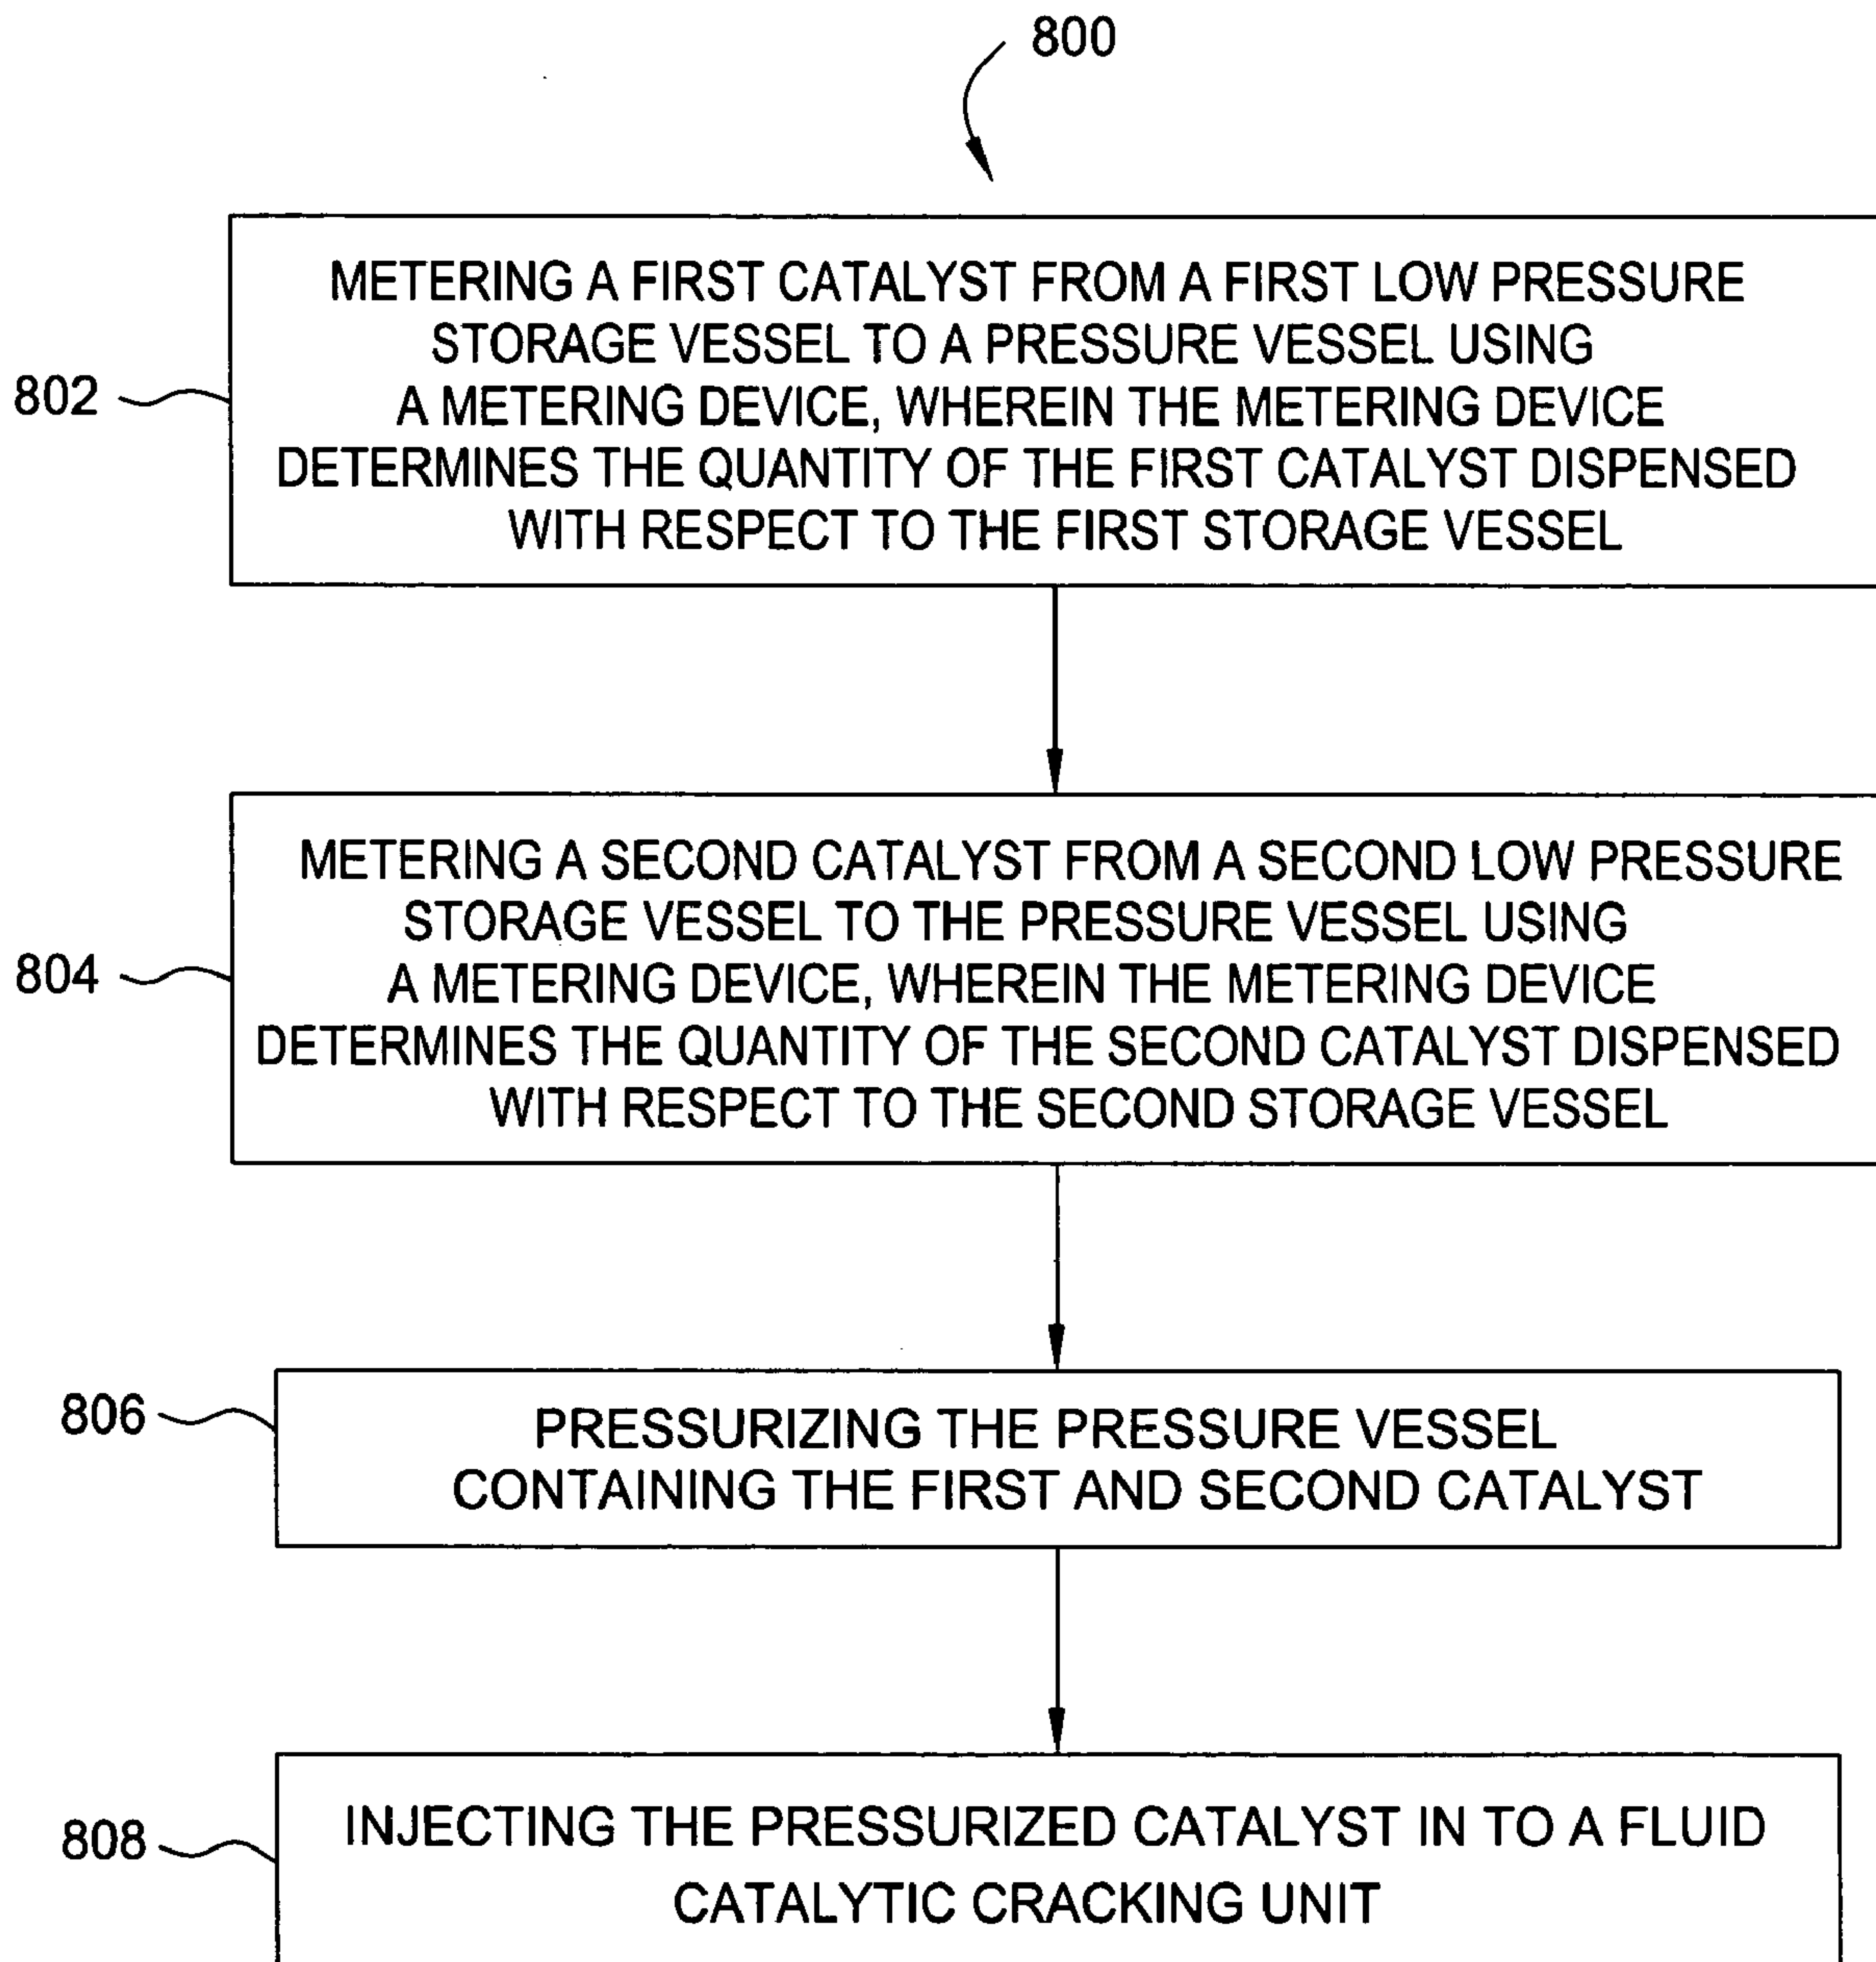 800
802
METERING A FIRST CATALYST FROM A FIRST LOW PRESSURE
STORAGE VESSEL TO A PRESSURE VESSEL USING
A METERING DEVICE, WHEREIN THE METERING DEVICE
DETERMINES THE QUANTITY OF THE FIRST CATALYST DISPENSED
WITH RESPECT TO THE FIRST STORAGE VESSEL
804
METERING A SECOND CATALYST FROM A SECOND LOW PRESSURE
STORAGE VESSEL TO THE PRESSURE VESSEL USING
A METERING DEVICE, WHEREIN THE METERING DEVICE
DETERMINES THE QUANTITY OF THE SECOND CATALYST DISPENSED
WITH RESPECT TO THE SECOND STORAGE VESSEL
806
PRESSURIZING THE PRESSURE VESSEL
CONTAINING THE FIRST AND SECOND CATALYST
808
INJECTING THE PRESSURIZED CATALYST IN TO A FLUID
CATALYTIC CRACKING UNIT